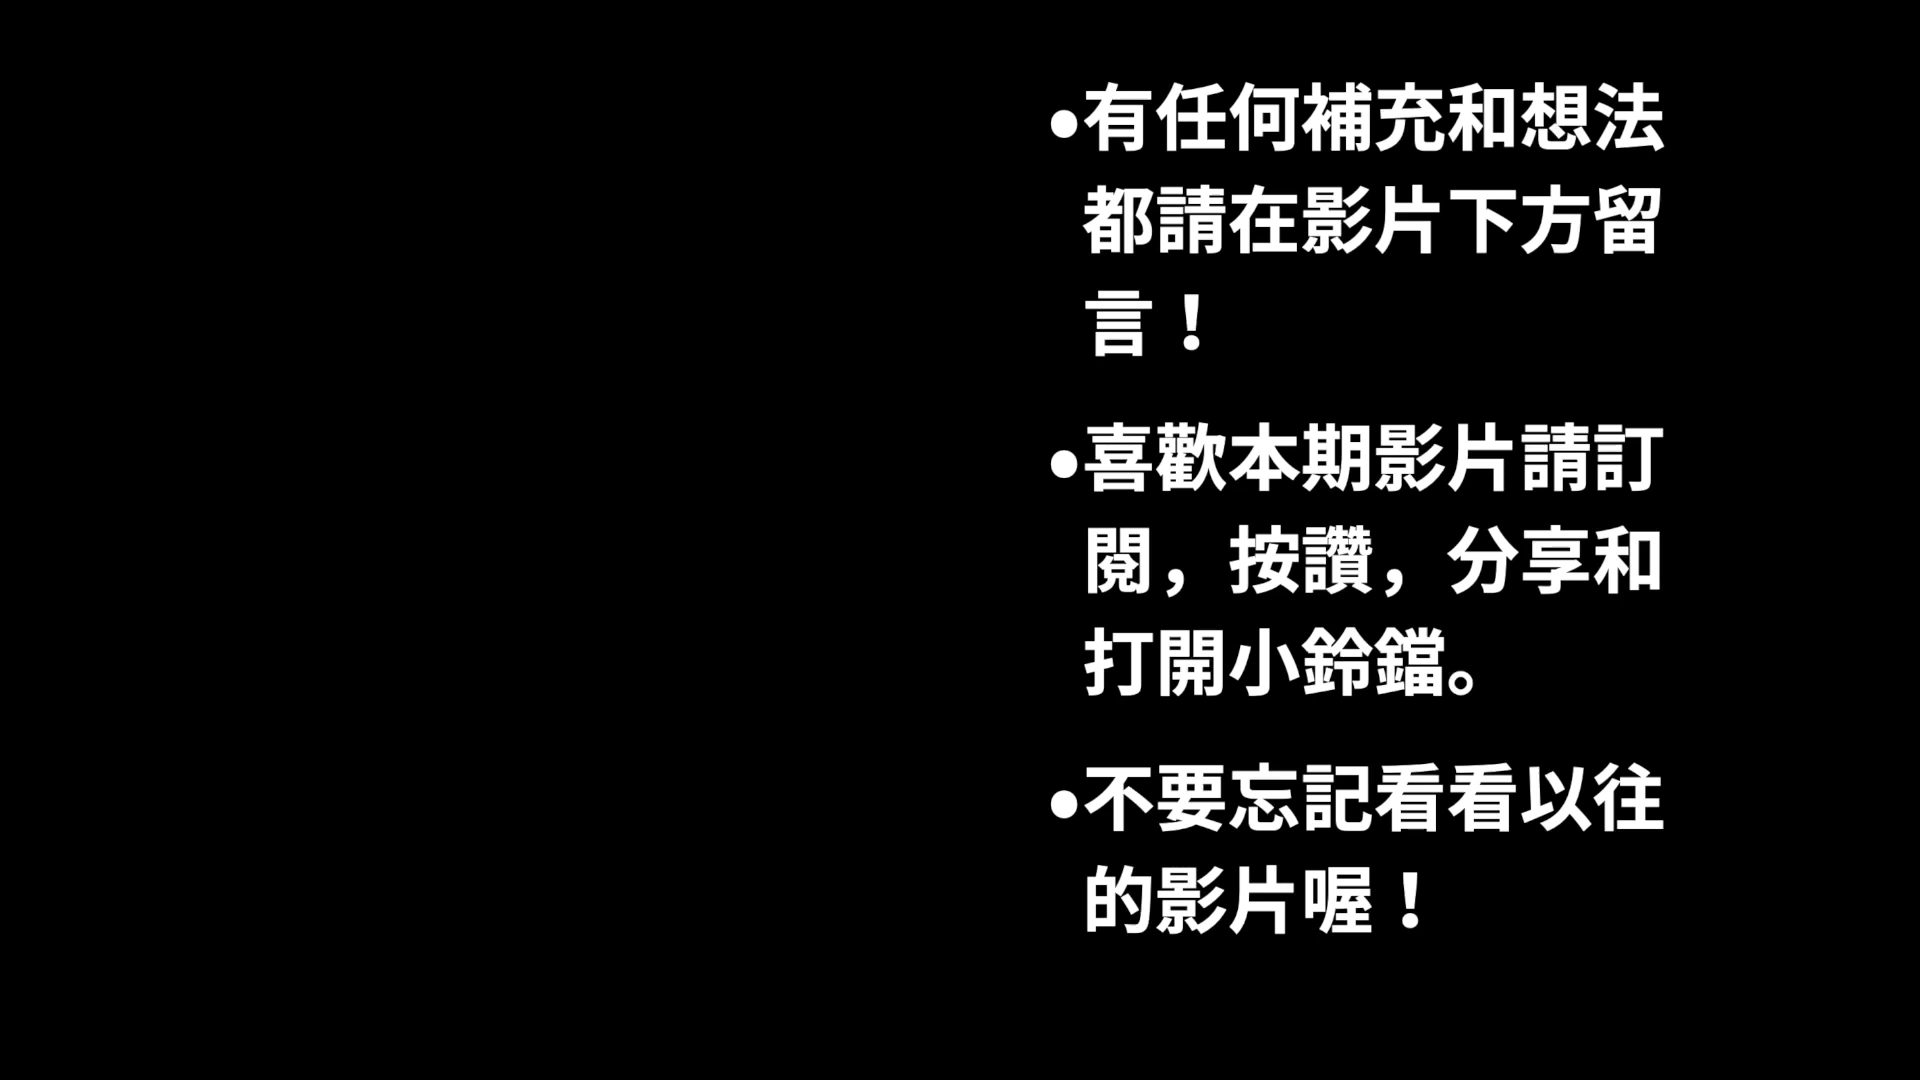 •有任何補充和想法
都請在影片下方留
言！
•喜歡本期影片請訂
閱，按讚，分享和
打開小鈴鐺。
•不要忘記看看以往
的影片喔！